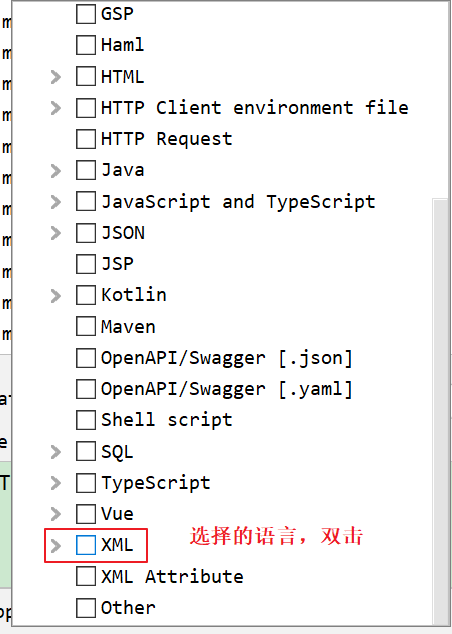 GSP
Haml
HTML
HTTP Client environment file
HTTP Request
Java
JavaScript and TypeScript
JSON
JSP
Kotlin
Maven
OpenAPI/Swagger [.json]
OpenAPI/Swagger [.yaml]
Shell script
SQL
TypeScript
Vue
XML 选择的语言，双击
XML Attribute
Other